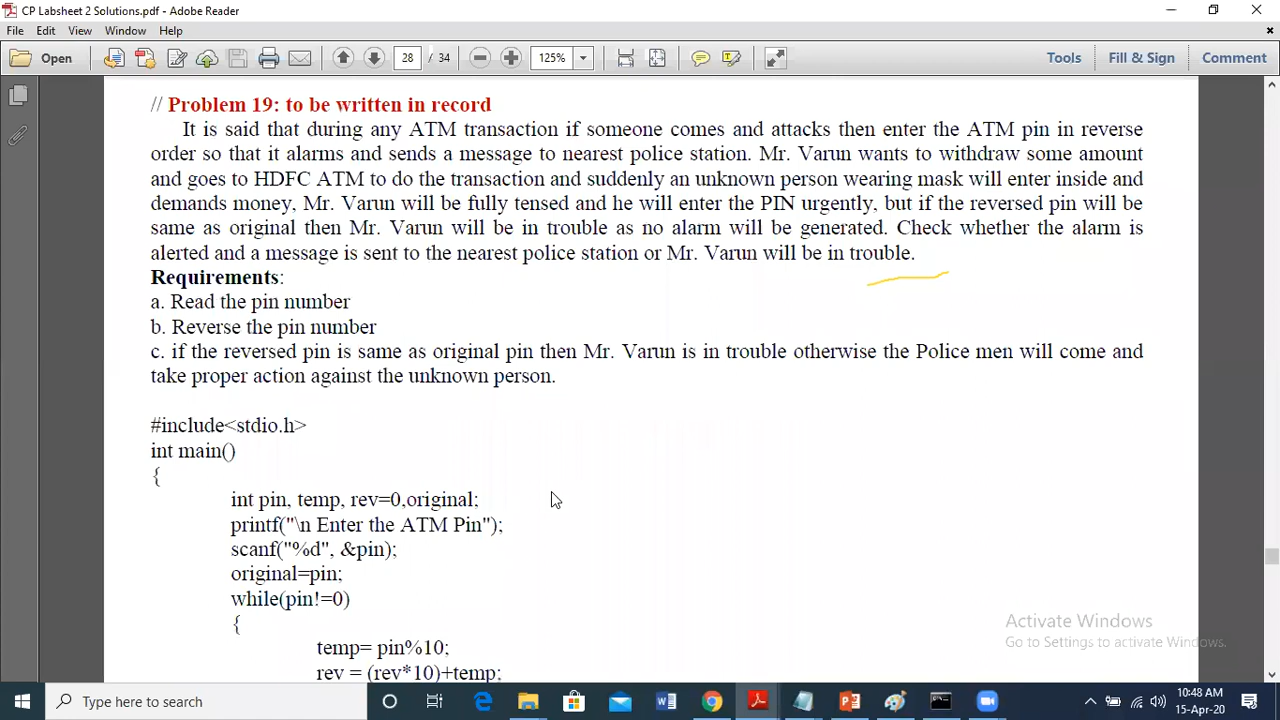 CP Labsheet 2 Solutions.pdf - Adobe Reader
File Edit View Window Help
Open 28 / 34 125% Tools Fill & Sign Comment
// Problem 19: to be written in record
It is said that during any ATM transaction if someone comes and attacks then enter the ATM pin in reverse
order so that it alarms and sends a message to nearest police station. Mr. Varun wants to withdraw some amount
and goes to HDFC ATM to do the transaction and suddenly an unknown person wearing mask will enter inside and
demands money, Mr. Varun will be fully tensed and he will enter the PIN urgently, but if the reversed pin will be
same as original then Mr. Varun will be in trouble as no alarm will be generated. Check whether the alarm is
alerted and a message is sent to the nearest police station or Mr. Varun will be in trouble.
Requirements:
a. Read the pin number
b. Reverse the pin number
c. if the reversed pin is same as original pin then Mr. Varun is in trouble otherwise the Police men will come and
take proper action against the unknown person.
#include<stdio.h>
int main()
{
int pin, temp, rev=0,original;
printf("\n Enter the ATM Pin");
scanf("%d", &pin);
original=pin;
while(pin!=0)
{
temp= pin%10;
rev = (rev*10)+temp;
Activate Windows
Go to Settings to activate Windows.
Type here to search
10:48 AM
15-Apr-20